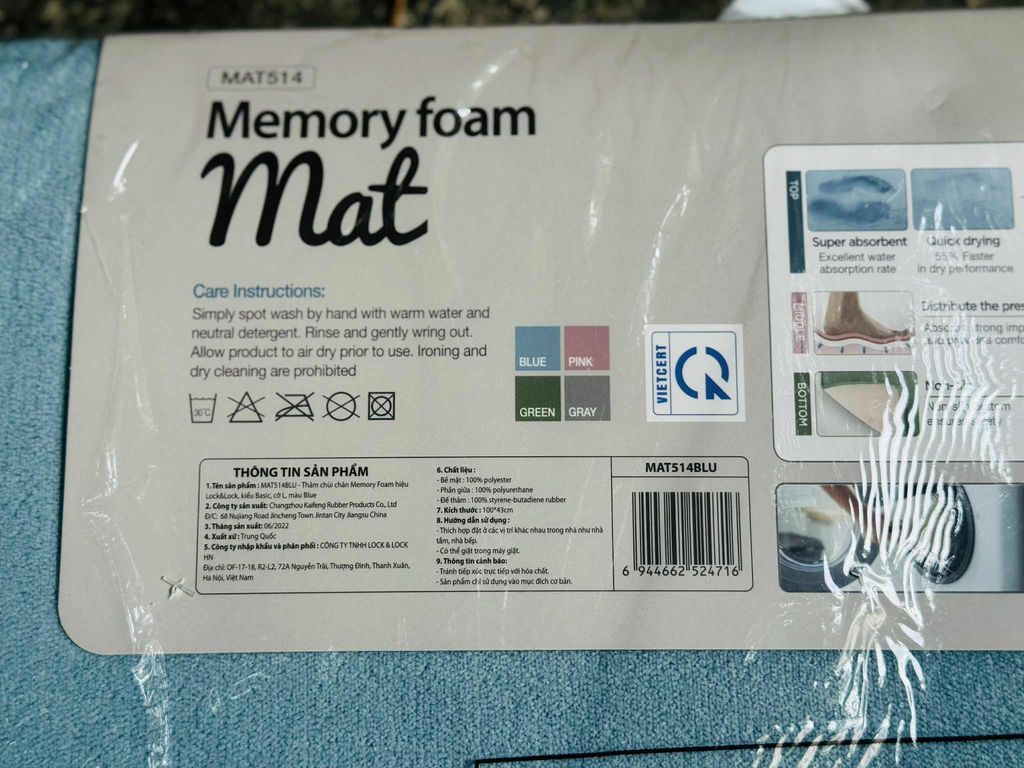 MAT514
Memory foam
Mat
Care Instructions:
Simply spot wash by hand with warm water and
neutral detergent. Rinse and gently wring out.
Allow product to air dry prior to use. Ironing and
dry cleaning are prohibited
30°C
BLUE
PINK
GREEN
GRAY
VIETCERT
TOP
Super absorbent
Excellent water
absorption rate
Quick drying
55% Faster
in dry performance
MIDDLE
Distribute the
and provides
BOTTOM
THÔNG TIN SẢN PHẨM
1.Tên sản phẩm : MAT514BLU - Thảm chùi chân Memory Foam hiệu
Lock&Lock, kiểu Basic, cỡ L, màu Blue
2. Công ty sản xuất: Changzhou Kaifeng Rubber Products Co., Ltd
Đ/C: 68 Nujiang Road Jincheng Town Jintan City Jiangsu China
3. Tháng sản xuất: 06/2022
4. Xuất xứ : Trung Quốc
5. Công ty nhập khẩu và phân phối : CÔNG TY TNHH LOCK & LOCK
HN
Địa chỉ: OF-17-18, R2-L2, 72A Nguyễn Trãi, Thượng Đình, Thanh Xuân,
Hà Nội, Việt Nam
6. Chất liệu :
- Bề mặt : 100% polyester
- Phần giữa : 100% polyurethane
- Đế thảm : 100% styrene-butadiene rubber
7. Kích thước : 100*43cm
8. Hướng dẫn sử dụng :
- Thích hợp đặt ở các vị trí khác nhau trong nhà như nhà
tắm, nhà bếp.
- Có thể giặt trong máy giặt.
9. Thông tin cảnh báo:
- Tránh tiếp xúc trực tiếp với hóa chất.
- Sản phẩm chỉ sử dụng vào mục đích cơ bản.
MAT514BLU
6 944662 524716